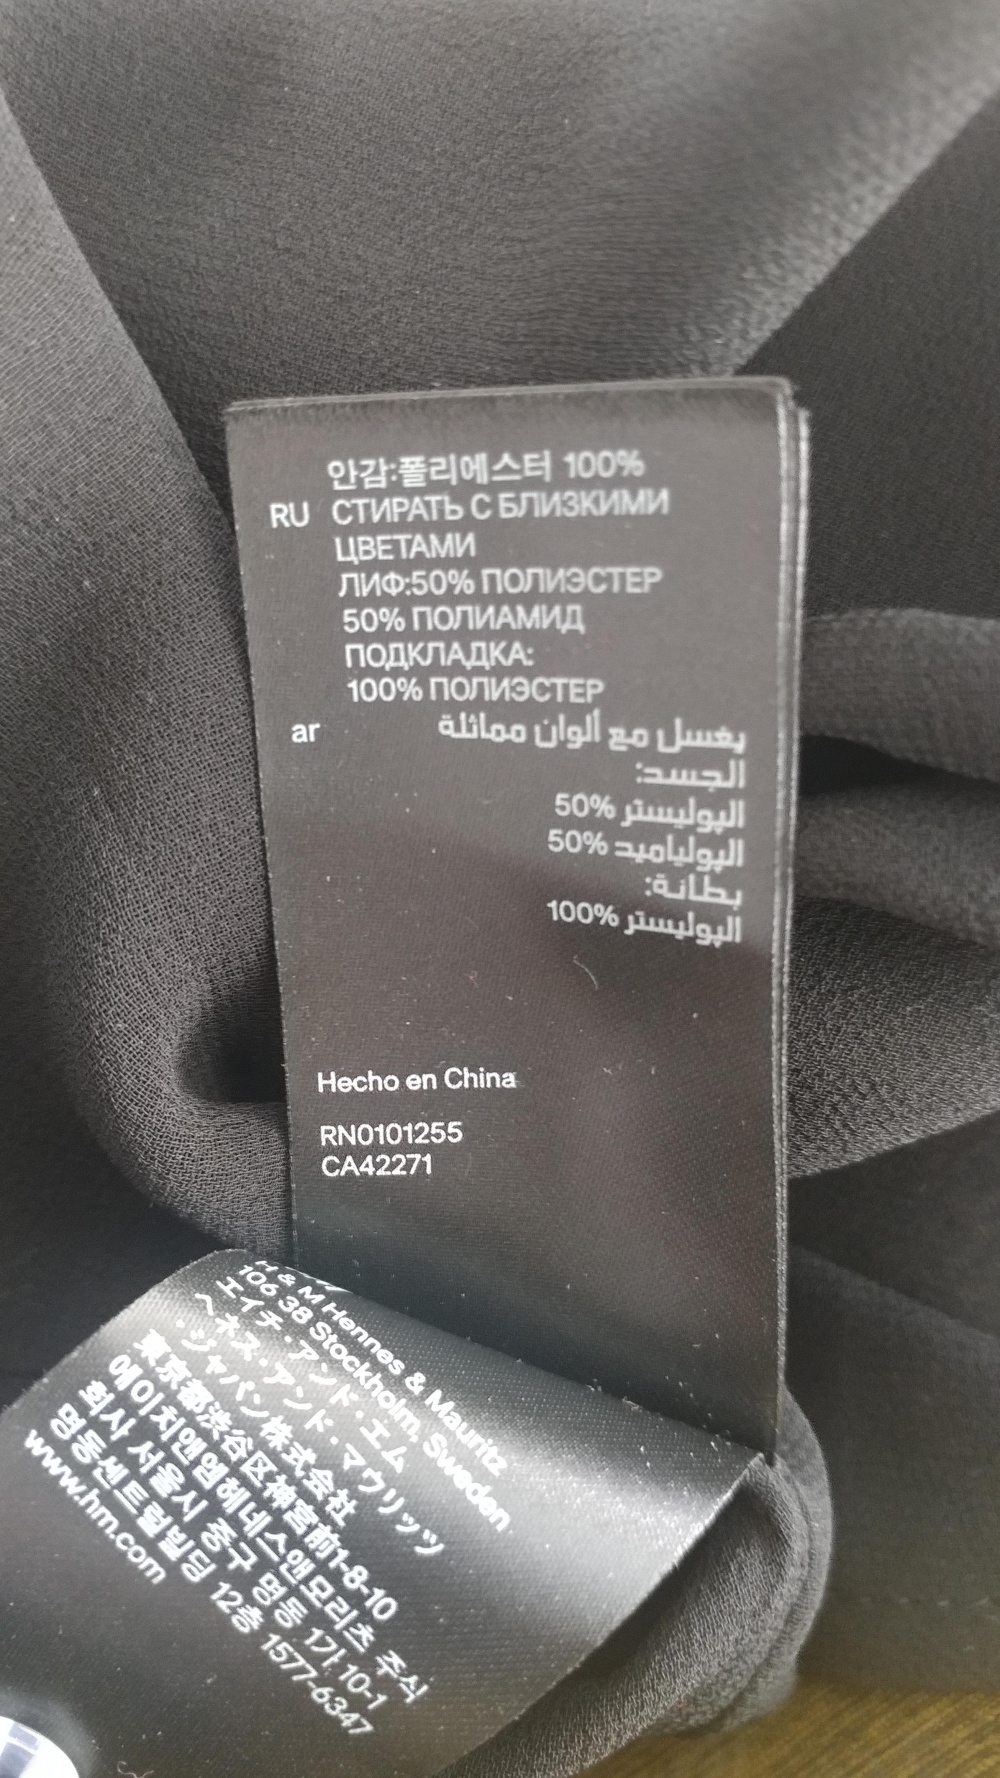 안감:폴리에스터 100%
RU СТИРАТЬ С БЛИЗКИМИ
ЦВЕТАМИ
ЛИФ:50% ПОЛИЭСТЕР
50% ПОЛИАМИД
ПОДКЛАДКА:
100% ПОЛИЭСТЕР
ar يغسل مع ألوان مماثلة
الجسد:
البوليستر %50
البولياميد %50
بطانة:
البوليستر %100
Hecho en China
RN0101255
CA42271
H & M Hennes & Mauritz
106 38 Stockholm, Sweden
エイチ・アンド・エム
ヘネス・アンド・マウリッツ
・ジャパン株式会社
東京都渋谷区神宮前1-8-10
에이치앤엠헤네스앤모리츠 주식
회사 서울시 중구 명동 1가 10-1
명동센트럴빌딩 12층 1577-6347
www.hm.com